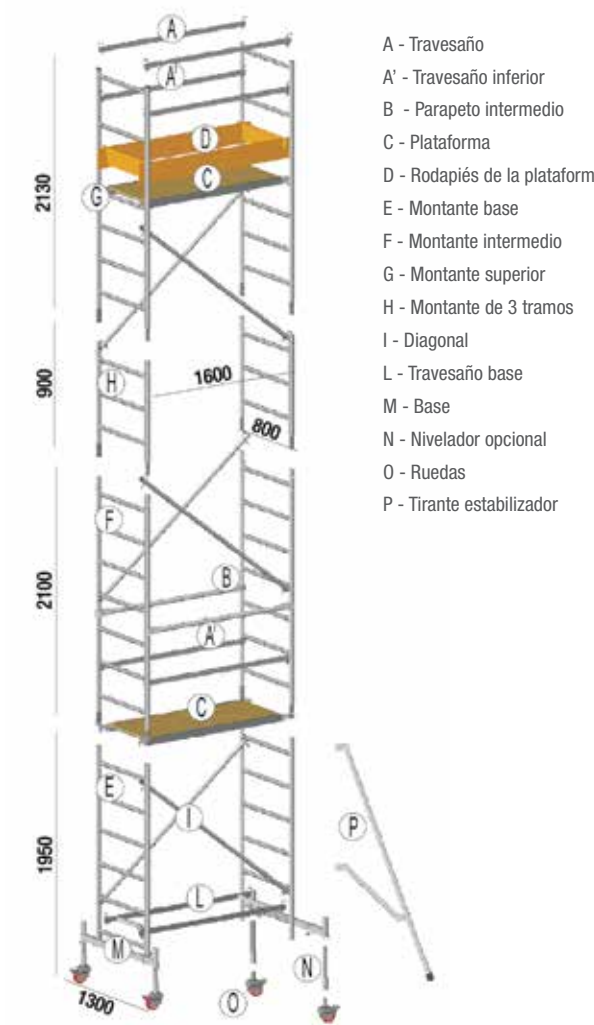 A
A'
D
C
G
2130
H
1600
900
800
F
B
2100
A'
C
E
I
P
1950
L
M
N
O
1300
A - Travesaño
A’ - Travesaño inferior
B - Parapeto intermedio
C - Plataforma
D - Rodapiés de la plataform
E - Montante base
F - Montante intermedio
G - Montante superior
H - Montante de 3 tramos
I - Diagonal
L - Travesaño base
M - Base
N - Nivelador opcional
O - Ruedas
P - Tirante estabilizador